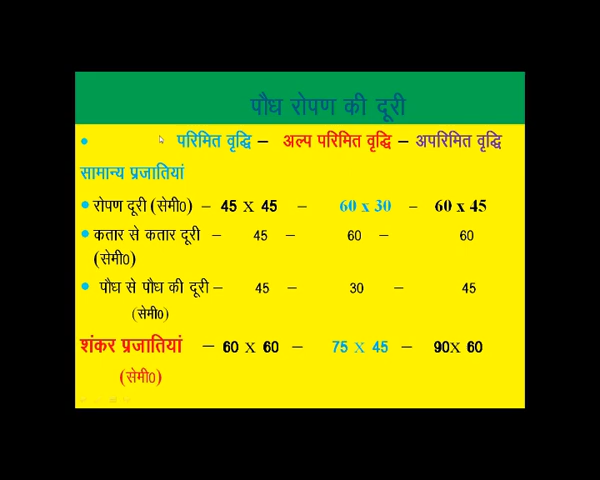 पौध रोपण की दूरी
परिमित वृद्धि – अल्प परिमित वृद्धि – अपरिमित वृद्धि
सामान्य प्रजातियां
रोपण दूरी (सेमी0) – 45 X 45 – 60 x 30 – 60 x 45
कतार से कतार दूरी – 45 – 60 – 60
(सेमी0)
पौध से पौध की दूरी – 45 – 30 – 45
(सेमी0)
शंकर प्रजातियां – 60 X 60 – 75 X 45 – 90X 60
(सेमी0)